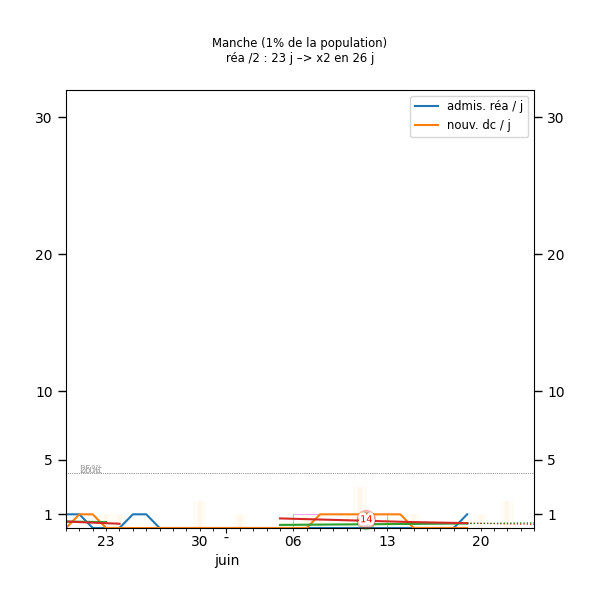 Manche (1% de la population)
réa /2 : 23 j –> x2 en 26 j
admis. réa / j
nouv. dc / j
30 30
20 20
10 10
5 5
1 1
14
23 30 - 06 13 20
juin